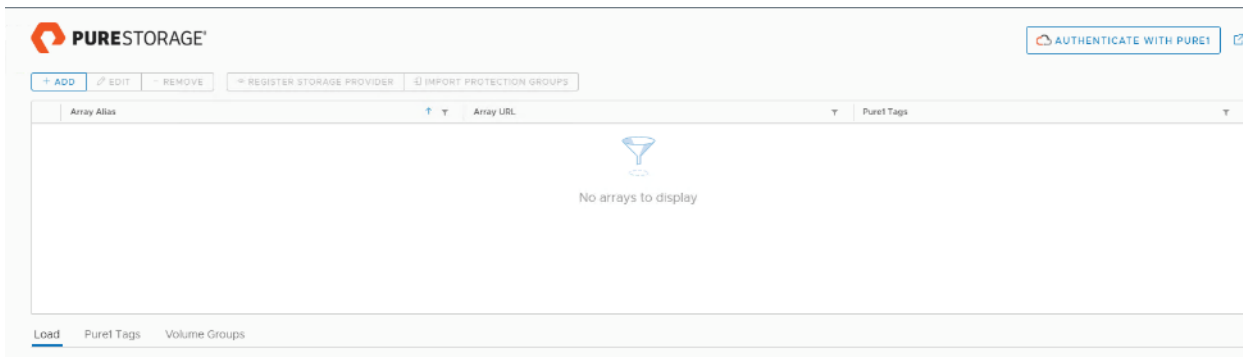 PURESTORAGE®
AUTHENTICATE WITH PURE1
+ ADD EDIT - REMOVE REGISTER STORAGE PROVIDER IMPORT PROTECTION GROUPS
Array Alias Array URL Pure1 Tags
No arrays to display
Load Pure1 Tags Volume Groups